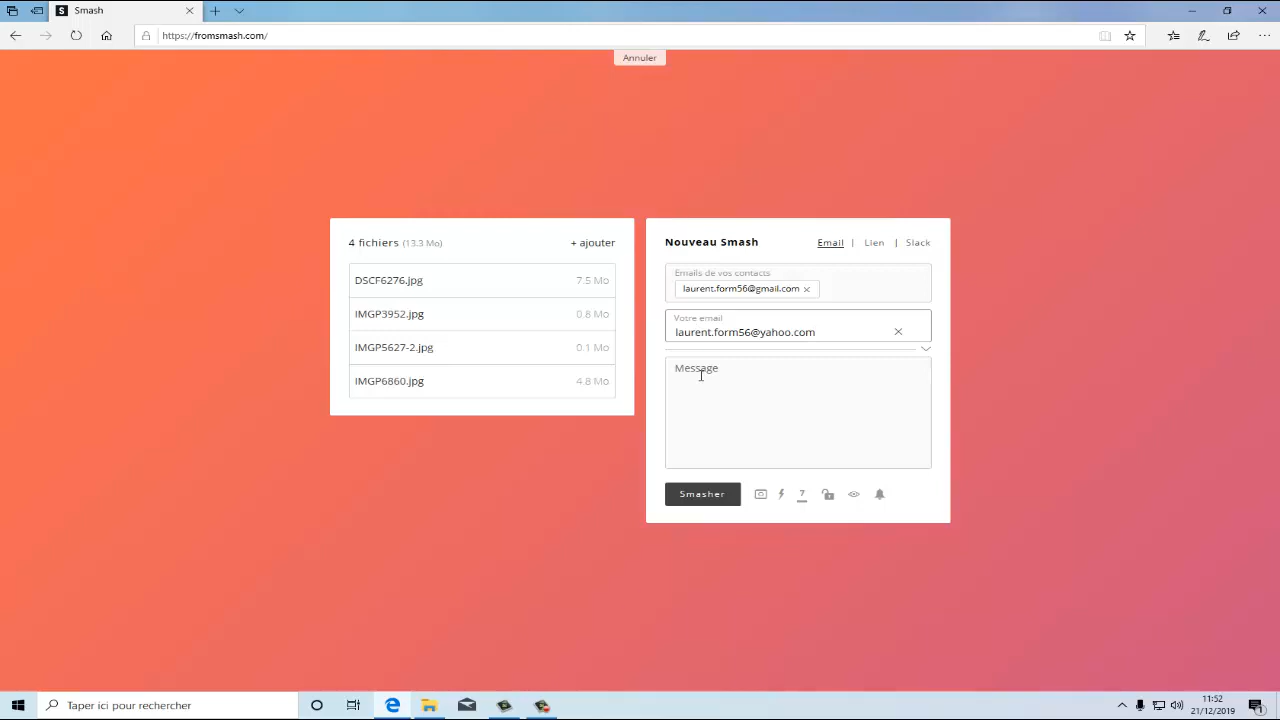 Smash
https://fromsmash.com/
Annuler
4 fichiers (13.3 Mo)
+ ajouter
DSCF6276.jpg 7.5 Mo
IMGP3952.jpg 0.8 Mo
IMGP5627-2.jpg 0.1 Mo
IMGP6860.jpg 4.8 Mo
Nouveau Smash
Email | Lien | Slack
Emails de vos contacts
laurent.form56@gmail.com
Votre email
laurent.form56@yahoo.com
Message
Smasher
7
Taper ici pour rechercher
11:52
21/12/2019